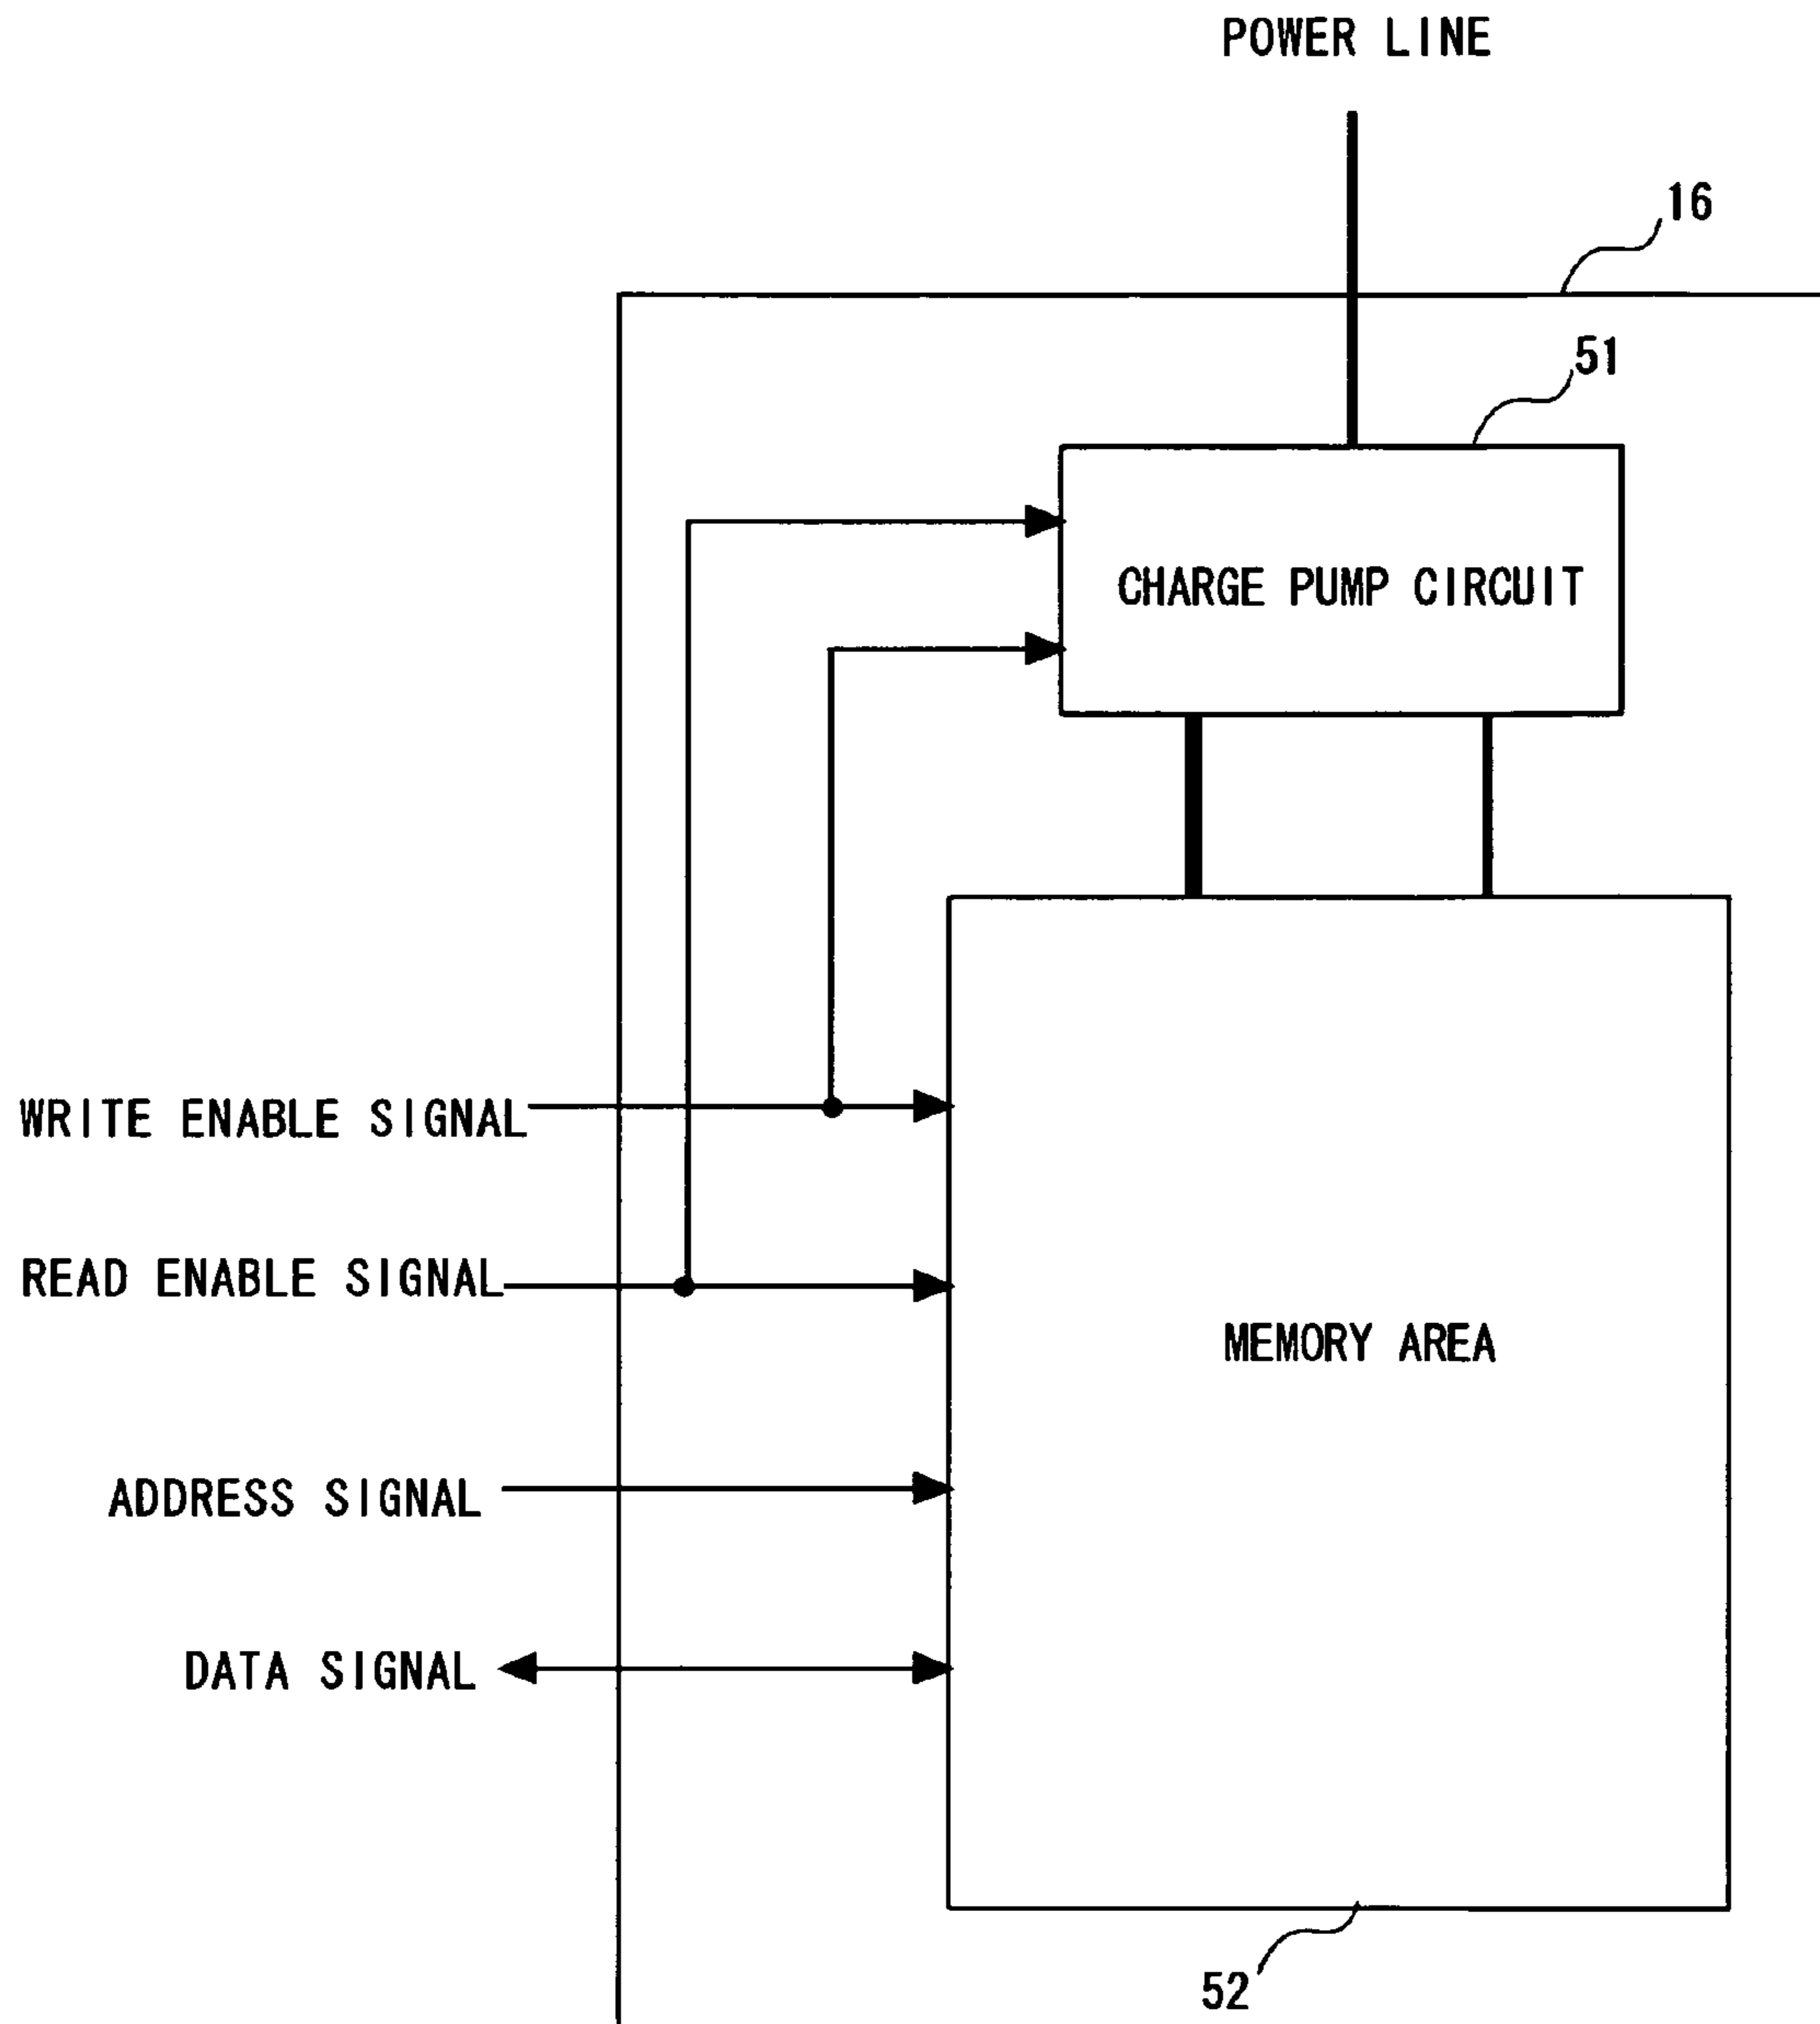 POWER LINE
16
51
CHARGE PUMP CIRCUIT
WRITE ENABLE SIGNAL
READ ENABLE SIGNAL
MEMORY AREA
ADDRESS SIGNAL
DATA SIGNAL
52